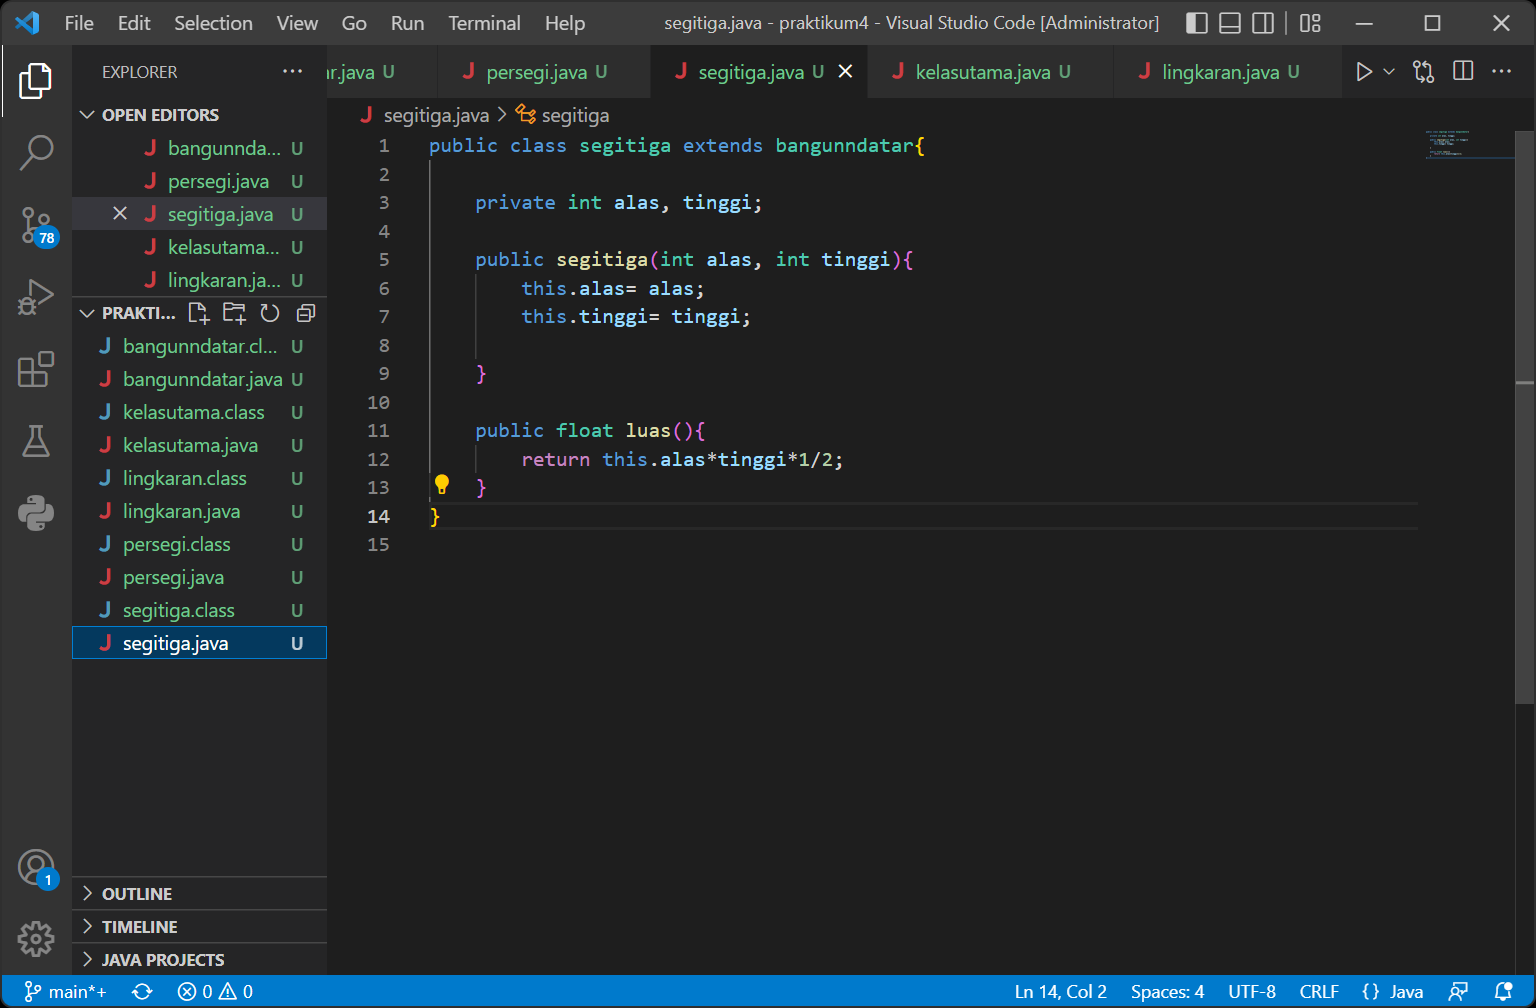 File Edit Selection View Go Run Terminal Help segitiga.java - praktikum4 - Visual Studio Code [Administrator]
EXPLORER
OPEN EDITORS
bangunnda... U
persegi.java U
segitiga.java U
kelasutama... U
lingkaran.ja... U
PRAKTI...
bangunndatar.cl... U
bangunndatar.java U
kelasutama.class U
kelasutama.java U
lingkaran.class U
lingkaran.java U
persegi.class U
persegi.java U
segitiga.class U
segitiga.java U
OUTLINE
TIMELINE
JAVA PROJECTS
78
1
ar.java U persegi.java U segitiga.java U kelasutama.java U lingkaran.java U
segitiga.java > segitiga
1 public class segitiga extends bangunndatar{
2
3 private int alas, tinggi;
4
5 public segitiga(int alas, int tinggi){
6 this.alas= alas;
7 this.tinggi= tinggi;
8
9 }
10
11 public float luas(){
12 return this.alas*tinggi*1/2;
13 }
14 }
15
main*+ 0 0 Ln 14, Col 2 Spaces: 4 UTF-8 CRLF {} Java